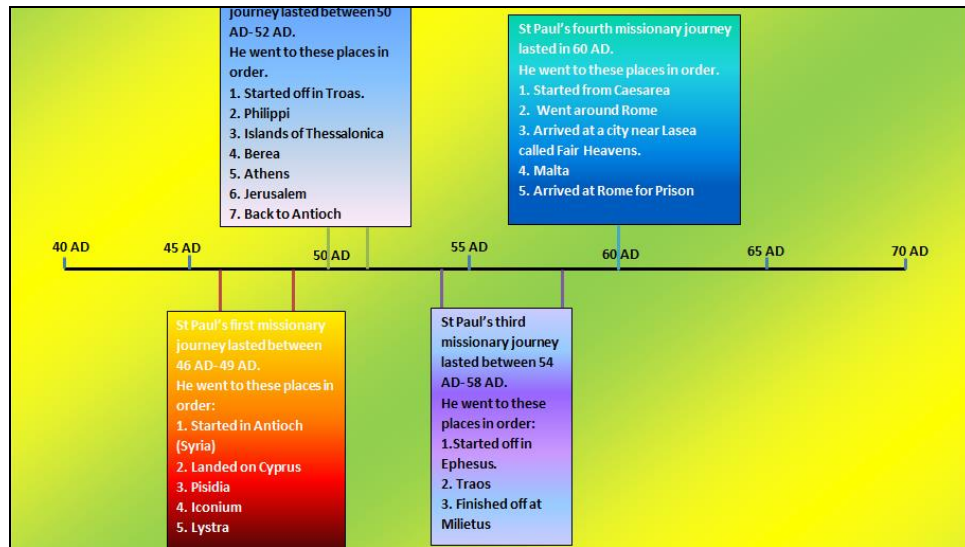 journey lasted between 50
AD- 52 AD.
He went to these places in
order.
1. Started off in Troas.
2. Philippi
3. Islands of Thessalonica
4. Berea
5. Athens
6. Jerusalem
7. Back to Antioch
St Paul's fourth missionary journey
lasted in 60 AD.
He went to these places in order.
1. Started from Caesarea
2. Went around Rome
3. Arrived at a city near Lasea
called Fair Heavens.
4. Malta
5. Arrived at Rome for Prison
40 AD
45 AD
50 AD
55 AD
60 AD
65 AD
70 AD
St Paul's first missionary
journey lasted between
46 AD-49 AD.
He went to these places in
order:
1. Started in Antioch
(Syria)
2. Landed on Cyprus
3. Pisidia
4. Iconium
5. Lystra
St Paul's third
missionary journey
lasted between 54
AD- 58 AD.
He went to these
places in order:
1.Started off in
Ephesus.
2. Traos
3. Finished off at
Milietus